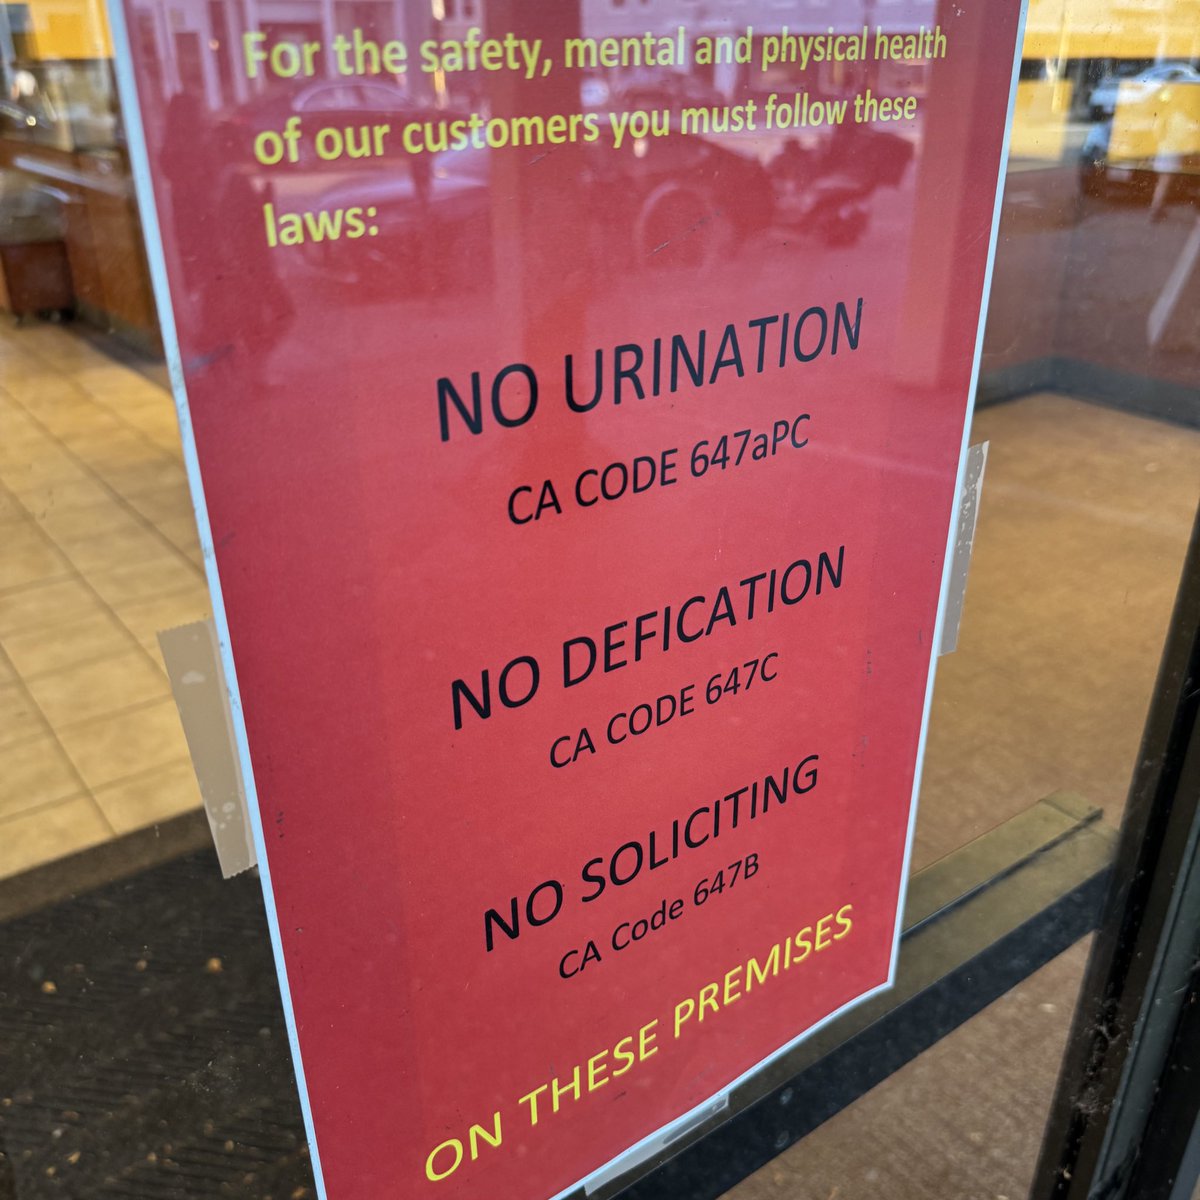 For the safety, mental and physical health
of our customers you must follow these
laws:
NO URINATION
CA CODE 647aPC
NO DEFICATION
CA CODE 647C
NO SOLICITING
CA Code 647B
ON THESE PREMISES